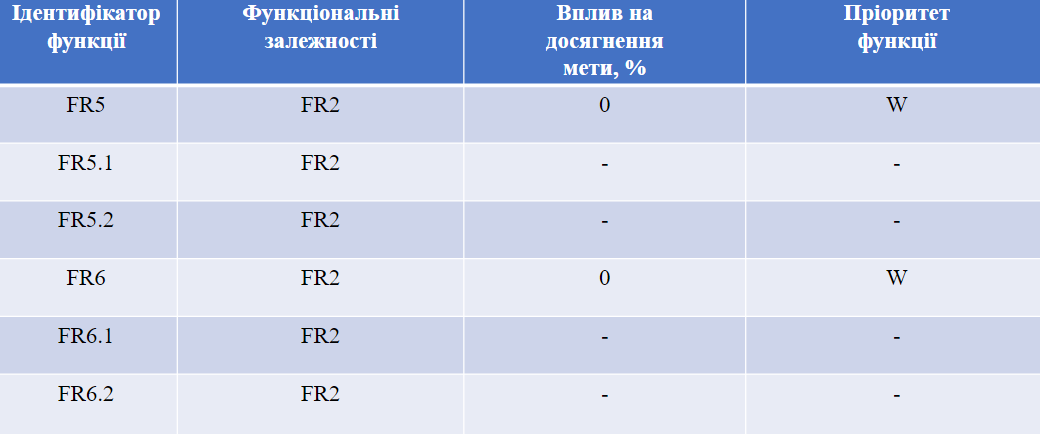 Ідентифікатор функції | Функціональні залежності | Вплив на досягнення мети, % | Пріоритет функції
FR5 | FR2 | 0 | W
FR5.1 | FR2 | - | -
FR5.2 | FR2 | - | -
FR6 | FR2 | 0 | W
FR6.1 | FR2 | - | -
FR6.2 | FR2 | - | -